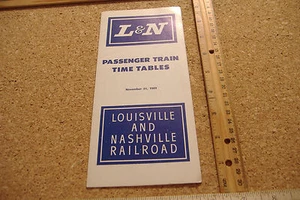 L&N
PASSENGER TRAIN
TIME TABLES
LOUISVILLE
AND
NASHVILLE
RAILROAD